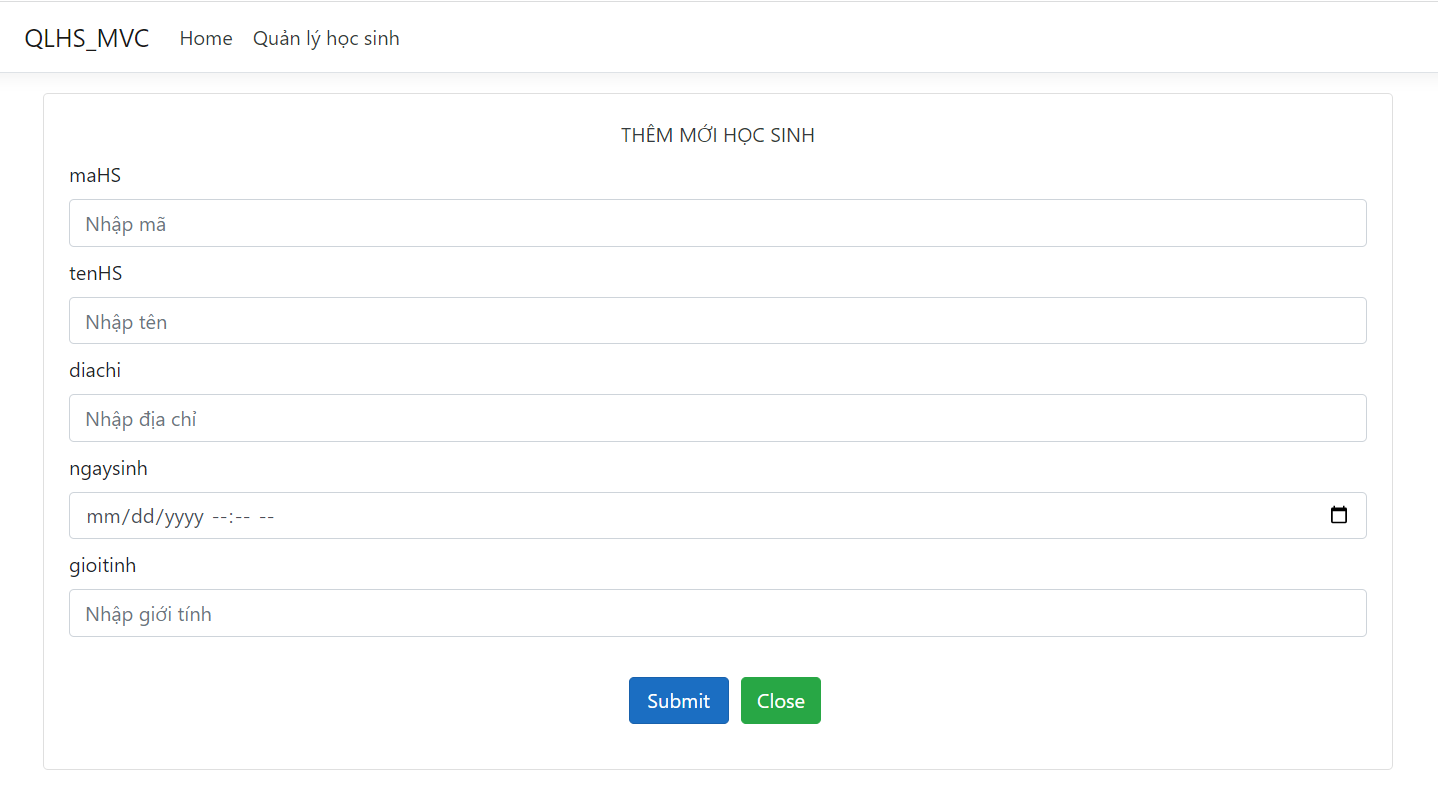 QLHS_MVC Home Quản lý học sinh
THÊM MỚI HỌC SINH
maHS
Nhập mã
tenHS
Nhập tên
diachi
Nhập địa chỉ
ngaysinh
mm/dd/yyyy --:-- --
gioitinh
Nhập giới tính
Submit Close